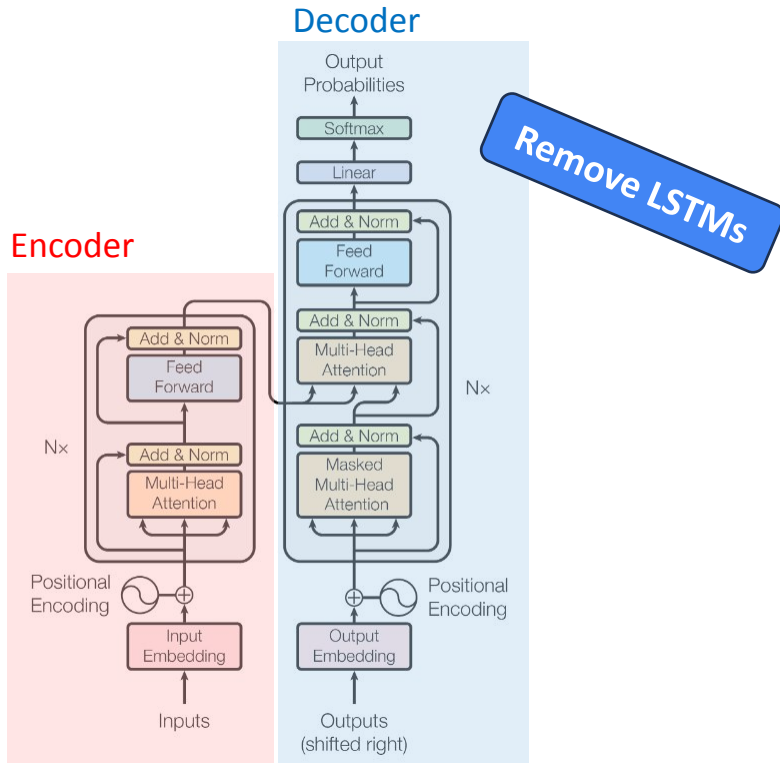 Decoder
Output
Probabilities
Softmax
Linear
Add & Norm
Feed
Forward
Add & Norm
Multi-Head
Attention
Nx
Add & Norm
Masked
Multi-Head
Attention
Positional
Encoding
Output
Embedding
Outputs
(shifted right)
Remove LSTMs
Encoder
Add & Norm
Feed
Forward
Nx
Add & Norm
Multi-Head
Attention
Positional
Encoding
Input
Embedding
Inputs